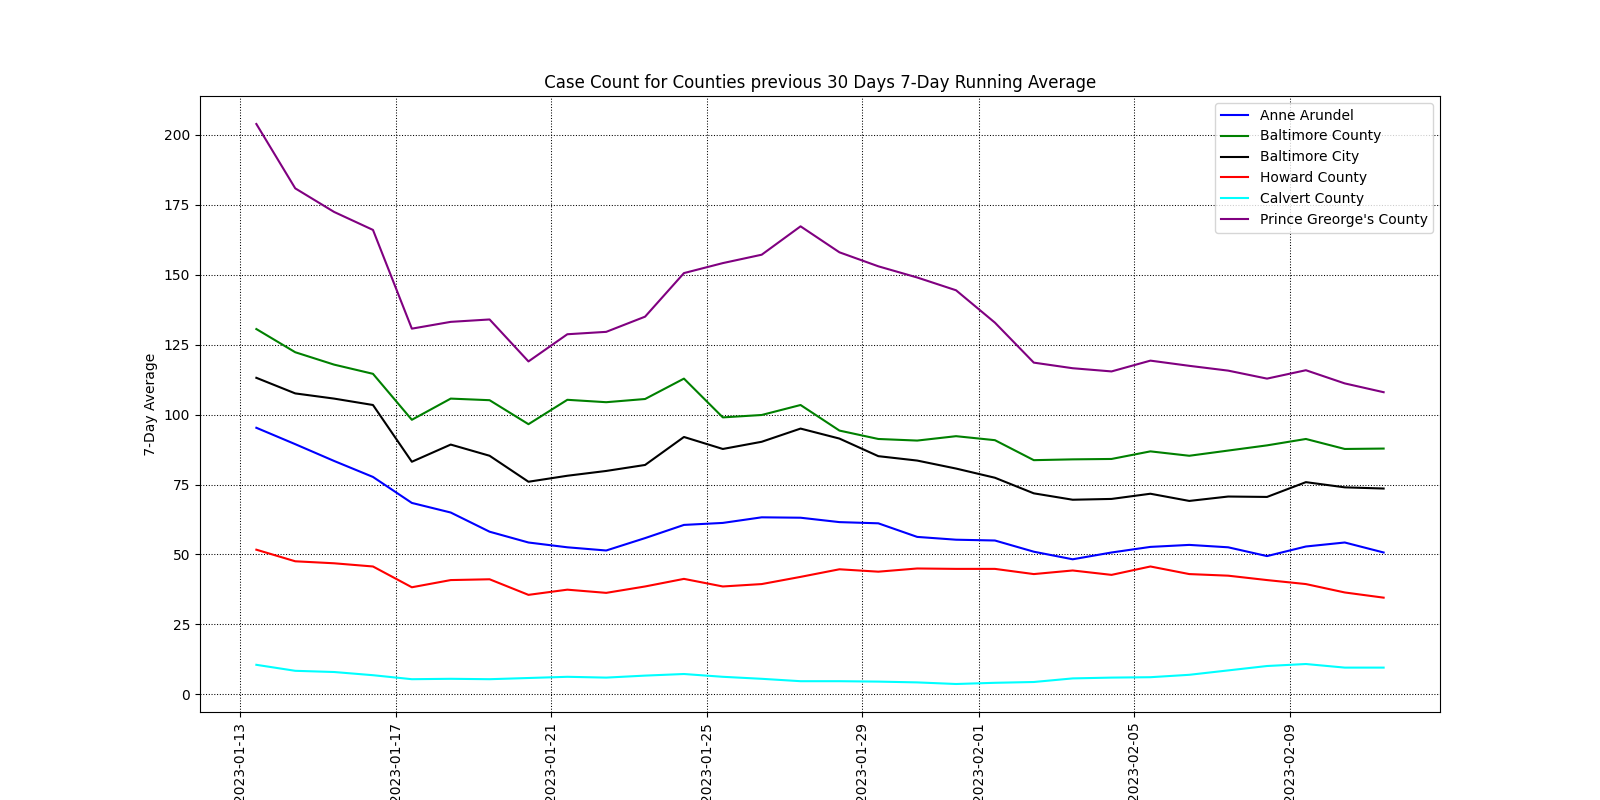 Case Count for Counties previous 30 Days 7-Day Running Average
Anne Arundel
Baltimore County
Baltimore City
Howard County
Calvert County
Prince Greorge's County
7-Day Average
200
175
150
125
100
75
50
25
0
2023-01-13
2023-01-17
2023-01-21
2023-01-25
2023-01-29
2023-02-01
2023-02-05
2023-02-09